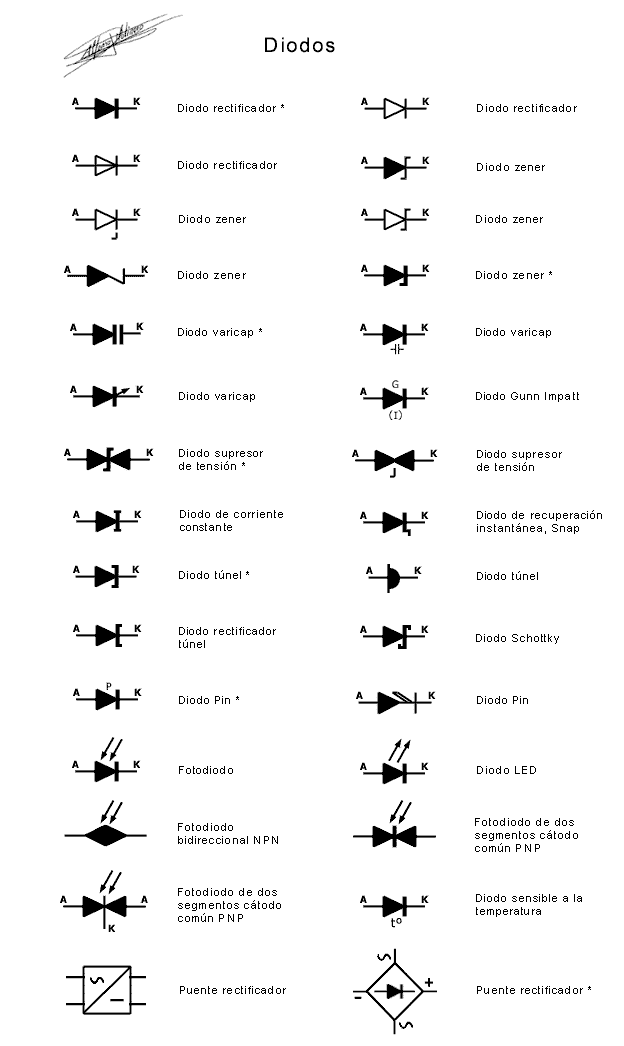 Diodos
A K Diodo rectificador *
A K Diodo rectificador
A K Diodo rectificador
A K Diodo zener
A K Diodo zener
A K Diodo zener
A K Diodo zener
A K Diodo zener *
A K Diodo varicap *
A K Diodo varicap
A K Diodo varicap
A G K (I) Diodo Gunn Impatt
A K Diodo supresor
de tensión *
A K Diodo supresor
de tensión
A K Diodo de corriente
constante
A K Diodo de recuperación
instantánea, Snap
A K Diodo túnel *
A K Diodo túnel
A K Diodo rectificador
túnel
A K Diodo Schottky
A P K Diodo Pin *
A K Diodo Pin
A K Fotodiodo
A K Diodo LED
Fotodiodo
bidireccional NPN
Fotodiodo de dos
segmentos cátodo
común PNP
A A K Fotodiodo de dos
segmentos cátodo
común PNP
A K tº Diodo sensible a la
temperatura
Puente rectificador
- + Puente rectificador *